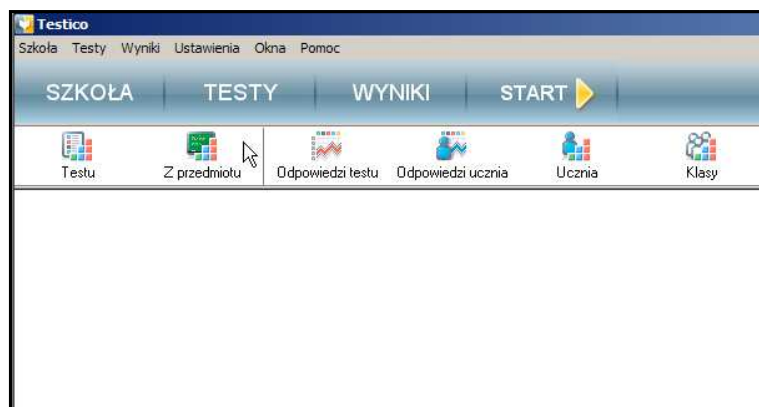 Testico
Szkoła Testy Wyniki Ustawienia Okna Pomoc
SZKOŁA TESTY WYNIKI START
Testu Z przedmiotu Odpowiedzi testu Odpowiedzi ucznia Ucznia Klasy